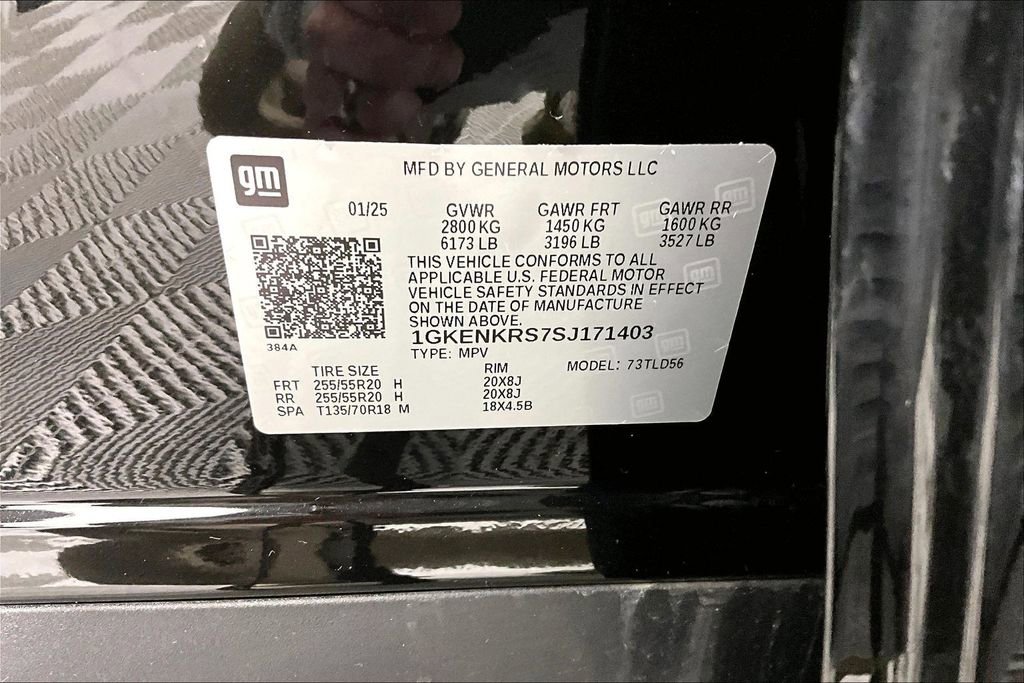 gm
MFD BY GENERAL MOTORS LLC
01/25 GVWR GAWR FRT GAWR RR
2800 KG 1450 KG 1600 KG
6173 LB 3196 LB 3527 LB
THIS VEHICLE CONFORMS TO ALL
APPLICABLE U.S. FEDERAL MOTOR
VEHICLE SAFETY STANDARDS IN EFFECT
ON THE DATE OF MANUFACTURE
SHOWN ABOVE.
384A
1GKENKRS7SJ171403
TYPE: MPV MODEL: 73TLD56
TIRE SIZE RIM
FRT 255/55R20 H 20X8J
RR 255/55R20 H 20X8J
SPA T135/70R18 M 18X4.5B